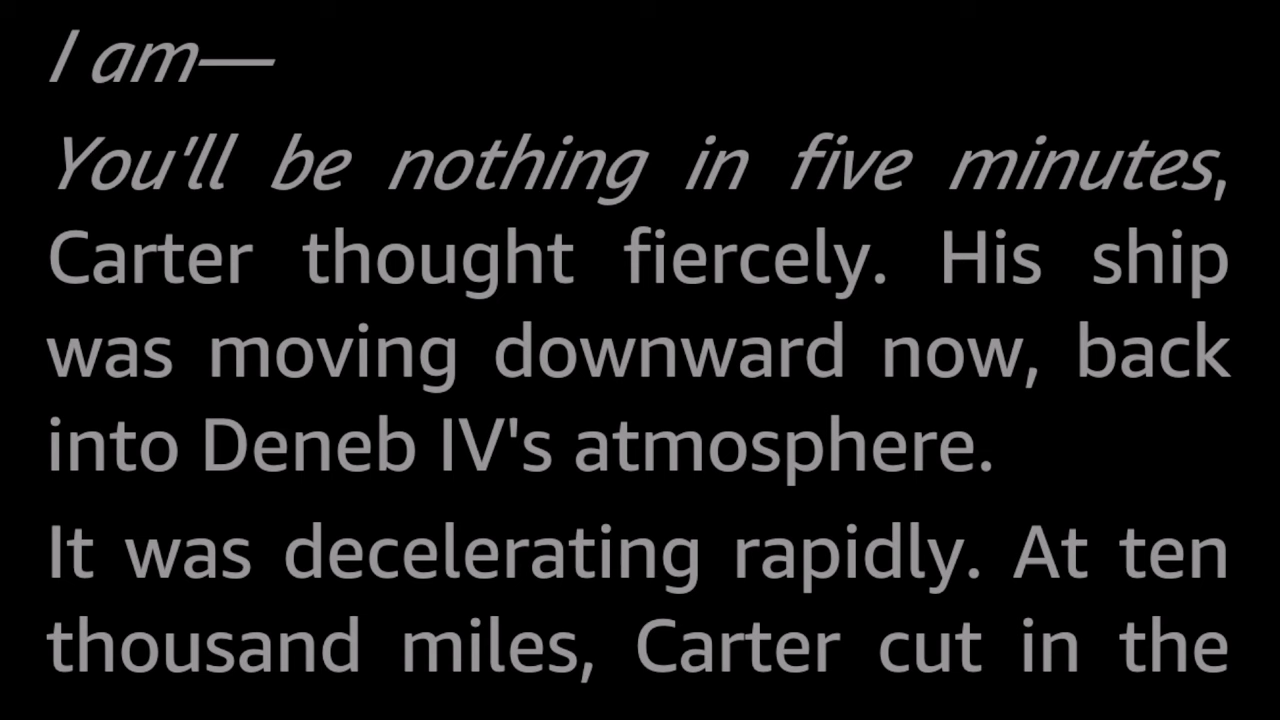 I am—
You'll be nothing in five minutes,
Carter thought fiercely. His ship
was moving downward now, back
into Deneb IV's atmosphere.
It was decelerating rapidly. At ten
thousand miles, Carter cut in the